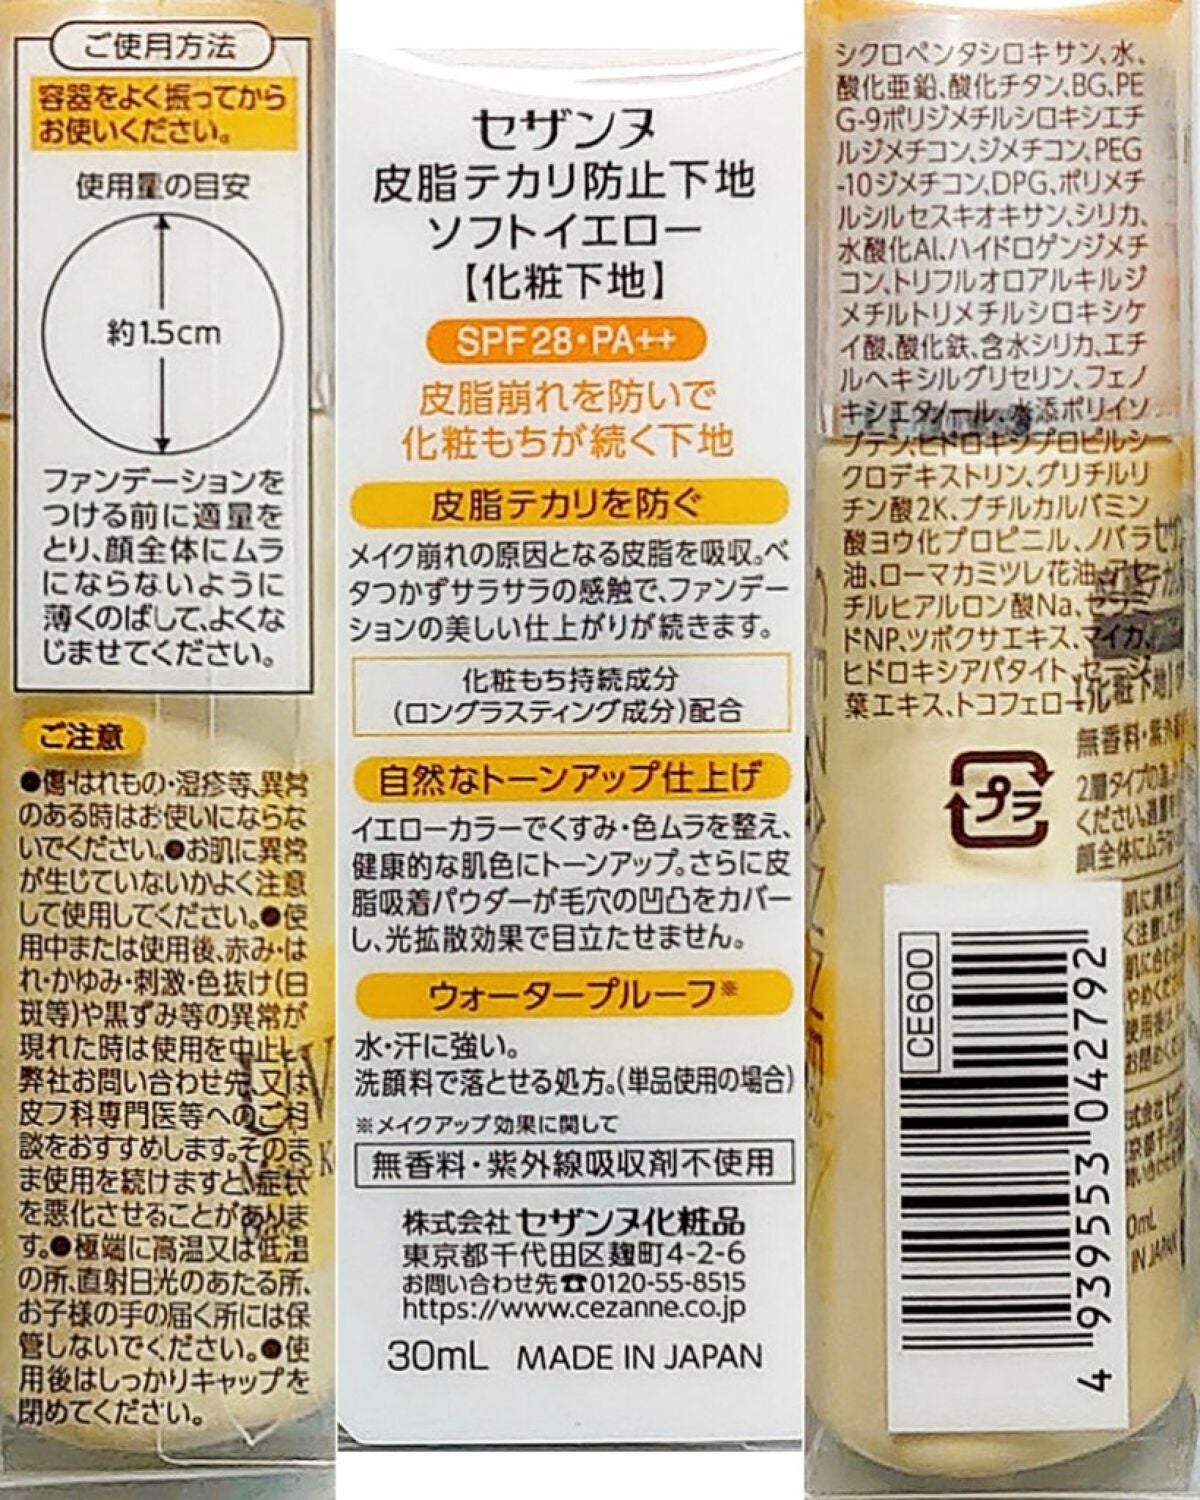 ご使用方法
容器をよく振ってから
お使いください。
使用量の目安
約1.5cm
ファンデーションを
つける前に適量を
とり、顔全体にムラ
にならないように
薄くのばして、よくな
じませてください。
ご注意
●傷・はれもの・湿疹等、異常
のある時はお使いにならな
いでください。●お肌に異常
が生じていないかよく注意
して使用してください。●使
用中または使用後、赤み・は
れ・かゆみ・刺激・色抜け(白
斑等)や黒ずみ等の異常が
現れた時は使用を中止し、
弊社お問い合わせ先、又は
皮フ科専門医等へのご相
談をおすすめします。そのま
ま使用を続けますと、症状
を悪化させることがありま
す。●極端に高温又は低温
の所、直射日光のあたる所、
お子様の手の届く所には保
管しないでください。●使
用後はしっかりキャップを
閉めてください。
セザンヌ
皮脂テカリ防止下地
ソフトイエロー
【化粧下地】
SPF28・PA++
皮脂崩れを防いで
化粧もちが続く下地
皮脂テカリを防ぐ
メイク崩れの原因となる皮脂を吸収。ベ
タつかずサラサラの感触で、ファンデー
ションの美しい仕上がりが続きます。
化粧もち持続成分
(ロングラスティング成分)配合
自然なトーンアップ仕上げ
イエローカラーでくすみ・色ムラを整え、
健康的な肌色にトーンアップ。さらに皮
脂吸着パウダーが毛穴の凹凸をカバー
し、光拡散効果で目立たせません。
ウォータープルーフ※
水・汗に強い。
洗顔料で落とせる処方。(単品使用の場合)
※メイクアップ効果に関して
無香料・紫外線吸収剤不使用
株式会社セザンヌ化粧品
東京都千代田区麹町4-2-6
お問い合わせ先☎0120-55-8515
https://www.cezanne.co.jp
30mL MADE IN JAPAN
シクロペンタシロキサン、水、
酸化亜鉛、酸化チタン、BG、PE
G-9ポリジメチルシロキシエチ
ルジメチコン、ジメチコン、PEG
-10ジメチコン、DPG、ポリメチ
ルシルセスキオキサン、シリカ、
水酸化Al、ハイドロゲンジメチ
コン、トリフルオロアルキルジ
メチルトリメチルシロキシケ
イ酸、酸化鉄、含水シリカ、エチ
ルヘキシルグリセリン、フェノ
キシエタノール、水添ポリイソ
ブテン、ヒドロキシプロピルシ
クロデキストリン、グリチルリ
チン酸2K、ブチルカルバミン
酸ヨウ化プロピニル、ノバラ
油、ローマカミツレ花油、アセ
チルヒアルロン酸Na、セラミ
ドNP、ツボクサエキス、マイカ、
ヒドロキシアパタイト、セージ
葉エキス、トコフェロール
プラ
CE600
4939553042792